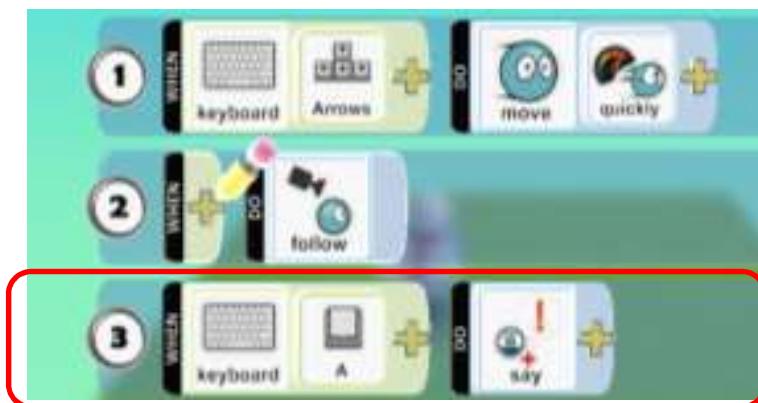 1 WHEN keyboard Arrows DO move quickly
2 WHEN DO follow
3 WHEN keyboard A DO say